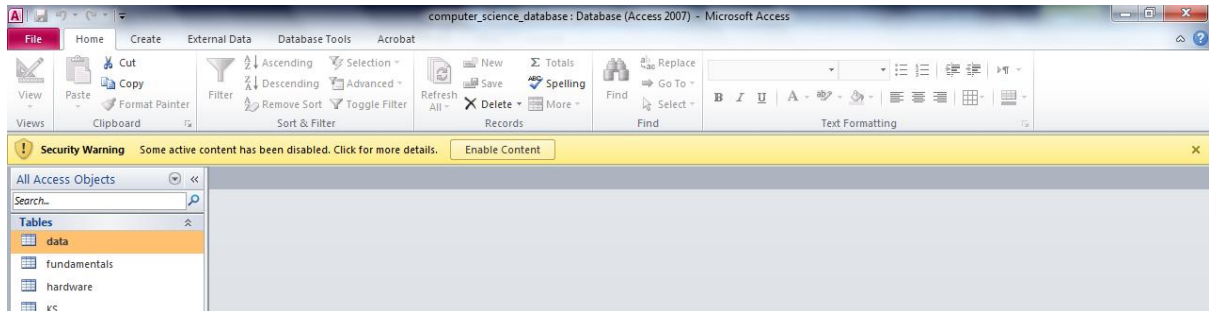 computer_science_database : Database (Access 2007) - Microsoft Access
File Home Create External Data Database Tools Acrobat
View
Views
Paste
Cut
Copy
Format Painter
Clipboard
Filter
Ascending
Descending
Remove Sort
Selection
Advanced
Toggle Filter
Sort & Filter
Refresh
All
New
Save
Delete
Totals
Spelling
More
Records
Find
Replace
Go To
Select
Find
B I U A
Text Formatting
Security Warning Some active content has been disabled. Click for more details. Enable Content
All Access Objects
Search...
Tables
data
fundamentals
hardware
KS